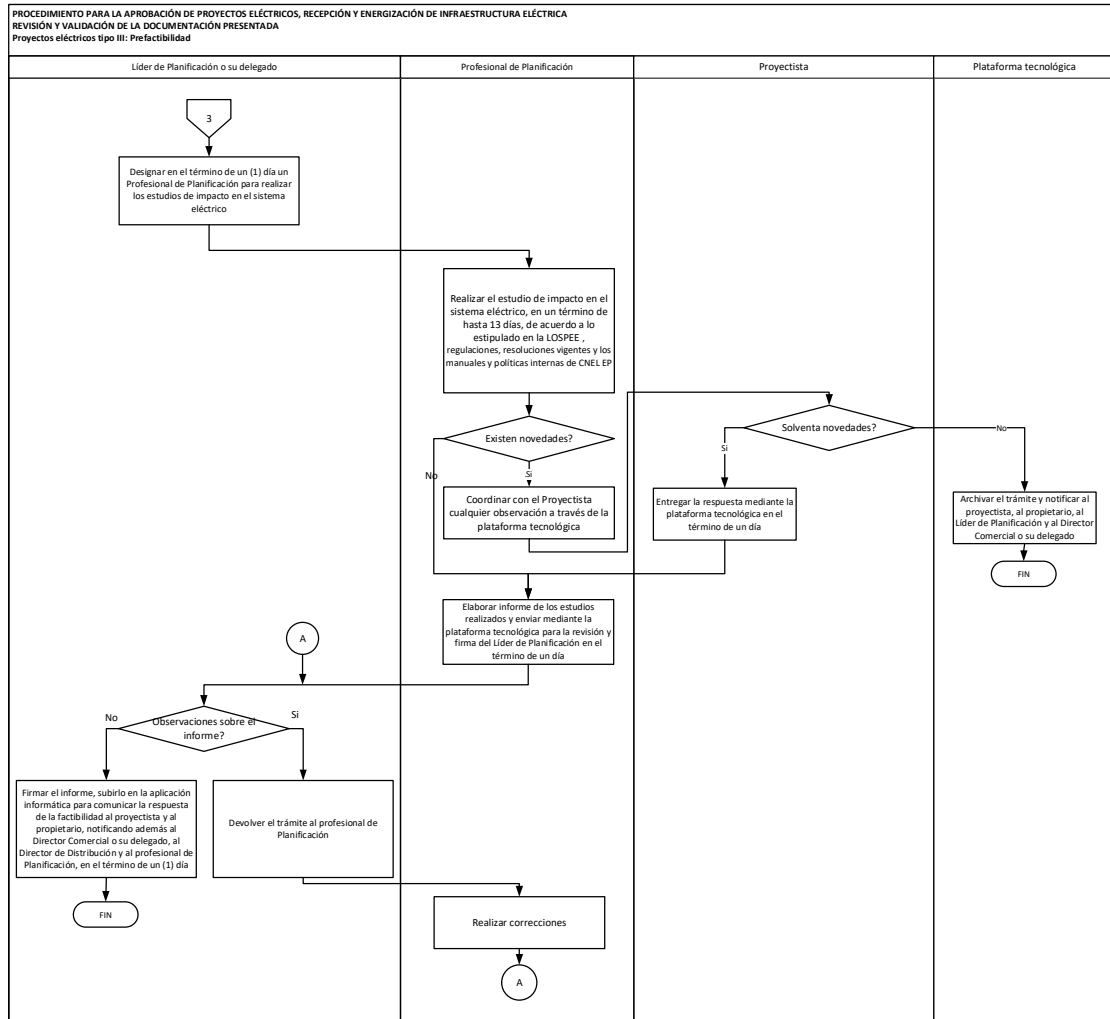 PROCEDIMIENTO PARA LA APROBACIÓN DE PROYECTOS ELÉCTRICOS, RECEPCIÓN Y ENERGIZACIÓN DE INFRAESTRUCTURA ELÉCTRICA
REVISIÓN Y VALIDACIÓN DE LA DOCUMENTACIÓN PRESENTADA
Proyectos eléctricos tipo III: Prefactibilidad
Líder de Planificación o su delegado
Profesional de Planificación
Proyectista
Plataforma tecnológica
3
Designar en el término de un (1) día un
Profesional de Planificación para realizar
los estudios de impacto en el sistema
eléctrico
Realizar el estudio de impacto en el
sistema eléctrico, en un término de
hasta 13 días, de acuerdo a lo
estipulado en la LOSPEE ,
regulaciones, resoluciones vigentes y los
manuales y políticas internas de CNEL EP
Existen novedades?
No
Si
Solventa novedades?
Si
No
Coordinar con el Proyectista
cualquier observación a través de la
plataforma tecnológica
Entregar la respuesta mediante la
plataforma tecnológica en el
término de un día
Archivar el trámite y notificar al
proyectista, al propietario, al
Líder de Planificación y al Director
Comercial o su delegado
FIN
Elaborar informe de los estudios
realizados y enviar mediante la
plataforma tecnológica para la revisión y
firma del Líder de Planificación en el
término de un día
A
Observaciones sobre el
informe?
No
Si
Firmar el informe, subirlo en la aplicación
informática para comunicar la respuesta
de la factibilidad al proyectista y al
propietario, notificando además al
Director Comercial o su delegado, al
Director de Distribución y al profesional de
Planificación, en el término de un (1) día
Devolver el trámite al profesional de
Planificación
FIN
Realizar correcciones
A